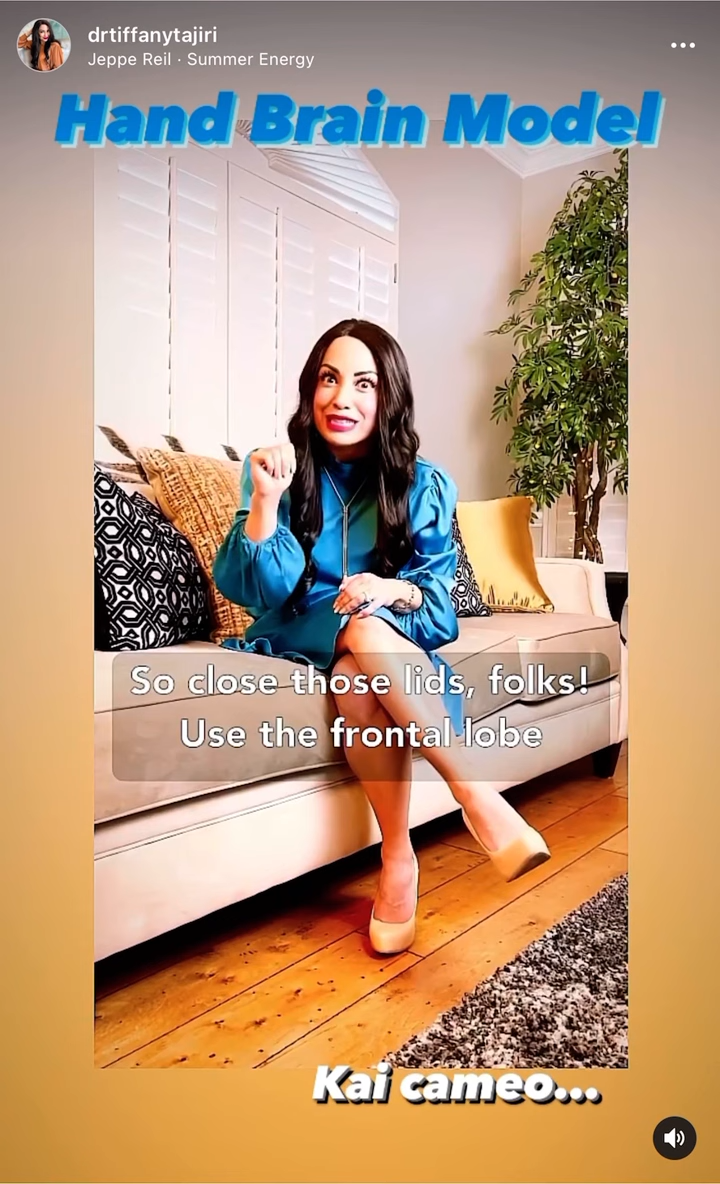 drtiffanytajiri
Jeppe Reil · Summer Energy
Hand Brain Model
So close those lids, folks!
Use the frontal lobe
Kai cameo...